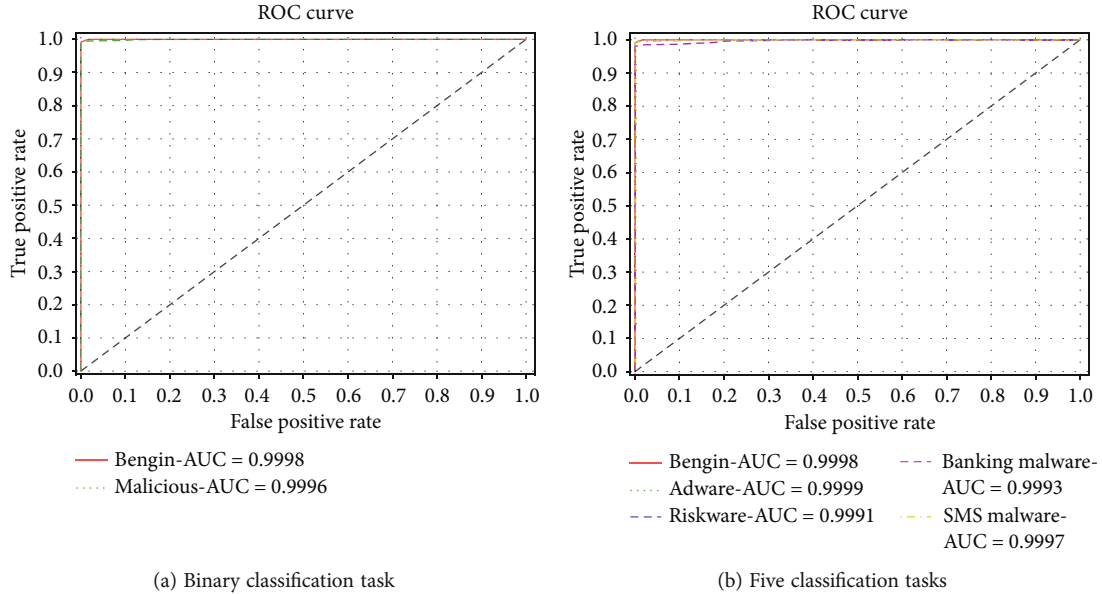 ROC curve
1.0
0.9
0.8
0.7
0.6
0.5
0.4
0.3
0.2
0.1
0.0
True positive rate
0.0 0.1 0.2 0.3 0.4 0.5 0.6 0.7 0.8 0.9 1.0
False positive rate
Bengin-AUC = 0.9998
Malicious-AUC = 0.9996
(a) Binary classification task
ROC curve
1.0
0.9
0.8
0.7
0.6
0.5
0.4
0.3
0.2
0.1
0.0
True positive rate
0.0 0.1 0.2 0.3 0.4 0.5 0.6 0.7 0.8 0.9 1.0
False positive rate
Bengin-AUC = 0.9998
Adware-AUC = 0.9999
Riskware-AUC = 0.9991
Banking malware-
AUC = 0.9993
SMS malware-
AUC = 0.9997
(b) Five classification tasks